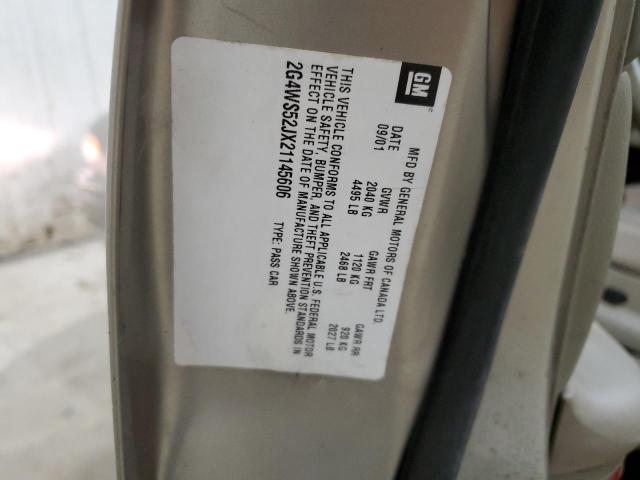 GM
MFD BY GENERAL MOTORS OF CANADA LTD.
DATE GVWR GAWR FRT GAWR RR
09/01 2040 KG 1120 KG 920 KG
4495 LB 2468 LB 2027 LB
THIS VEHICLE CONFORMS TO ALL APPLICABLE U.S. FEDERAL MOTOR
VEHICLE SAFETY, BUMPER, AND THEFT PREVENTION STANDARDS IN
EFFECT ON THE DATE OF MANUFACTURE SHOWN ABOVE.
2G4WS52JX21145606 TYPE: PASS CAR